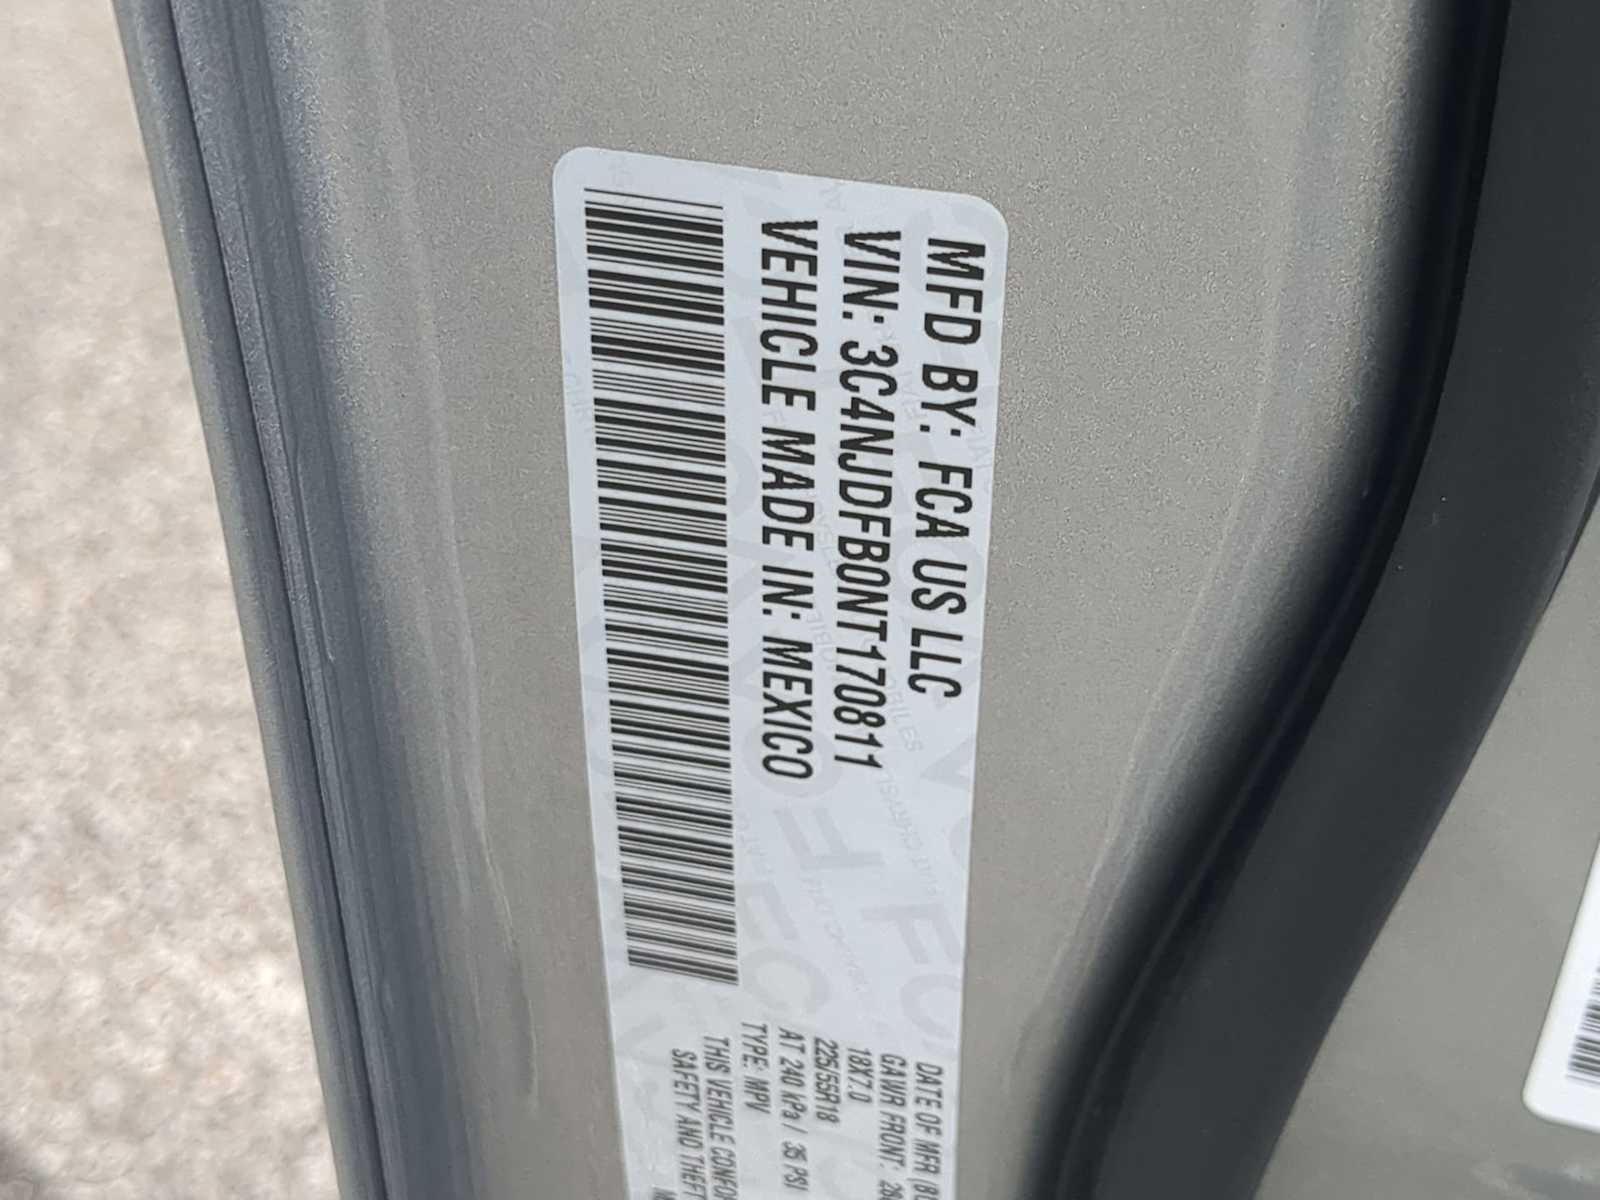 MFD BY: FCA US LLC
VIN: 3C4NJDFB0NT170811
VEHICLE MADE IN: MEXICO
DATE OF MFR
GAWR FRONT:
18X7.0
225/55R18
AT 240 kPa / 35 PSI
TYPE: MPV
THIS VEHICLE
SAFETY AND THEFT